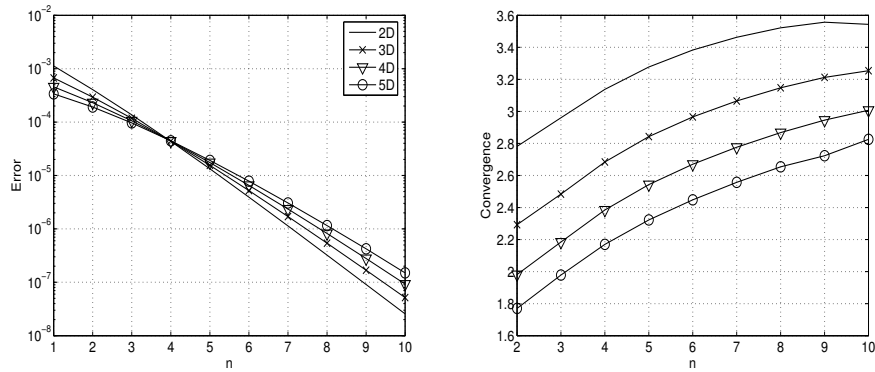 10^-2
10^-3
10^-4
10^-5
10^-6
10^-7
10^-8
Error
1 2 3 4 5 6 7 8 9 10
n
2D
3D
4D
5D
3.6
3.4
3.2
3
2.8
2.6
2.4
2.2
2
1.8
1.6
Convergence
2 3 4 5 6 7 8 9 10
n